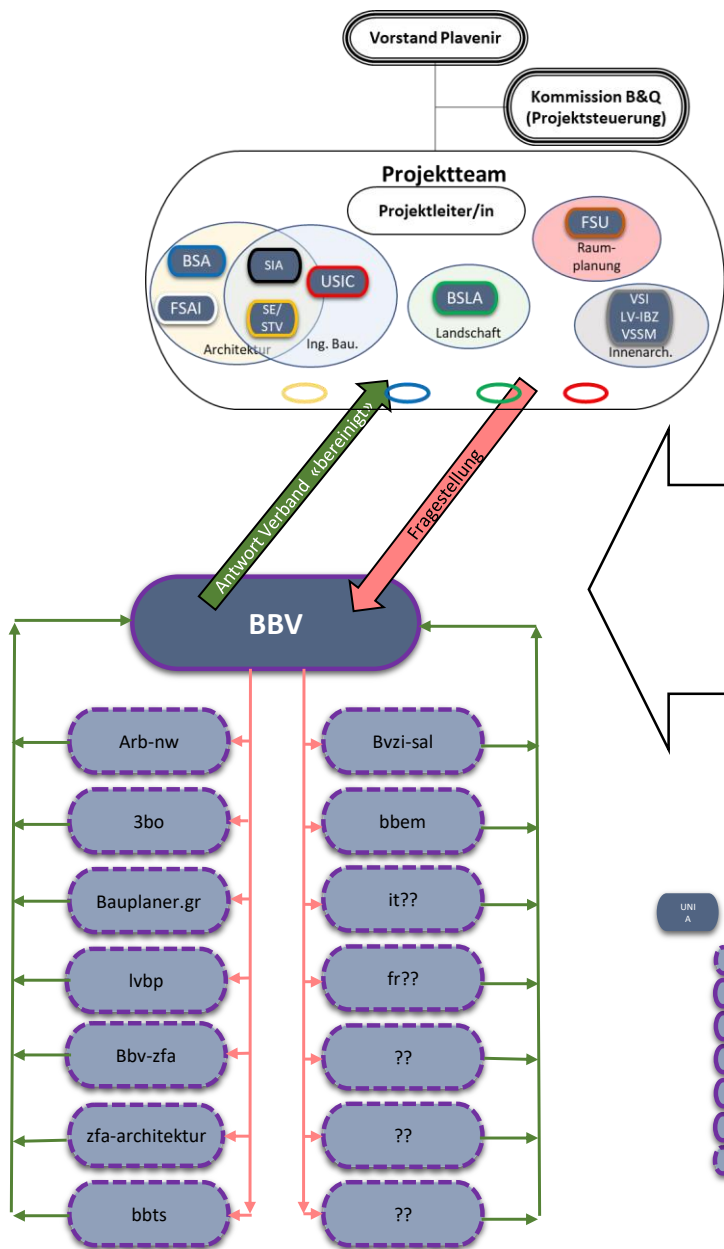 Vorstand Plavenir
Kommission B&Q
(Projektsteuerung)
Projektteam
Projektleiter/in
FSU
Raum-
planung
BSA
SIA
USIC
FSAI
SE/
STV
Architektur
Ing. Bau.
BSLA
Landschaft
VSI
LV-IBZ
VSSM
Innenarch.
Antwort Verband «bereinigt»
Fragestellung
BBV
Arb-nw
Bvzi-sal
3bo
bbem
Bauplaner.gr
it??
lvbp
fr??
Bbv-zfa
??
zfa-architektur
??
bbts
??
UNI
A